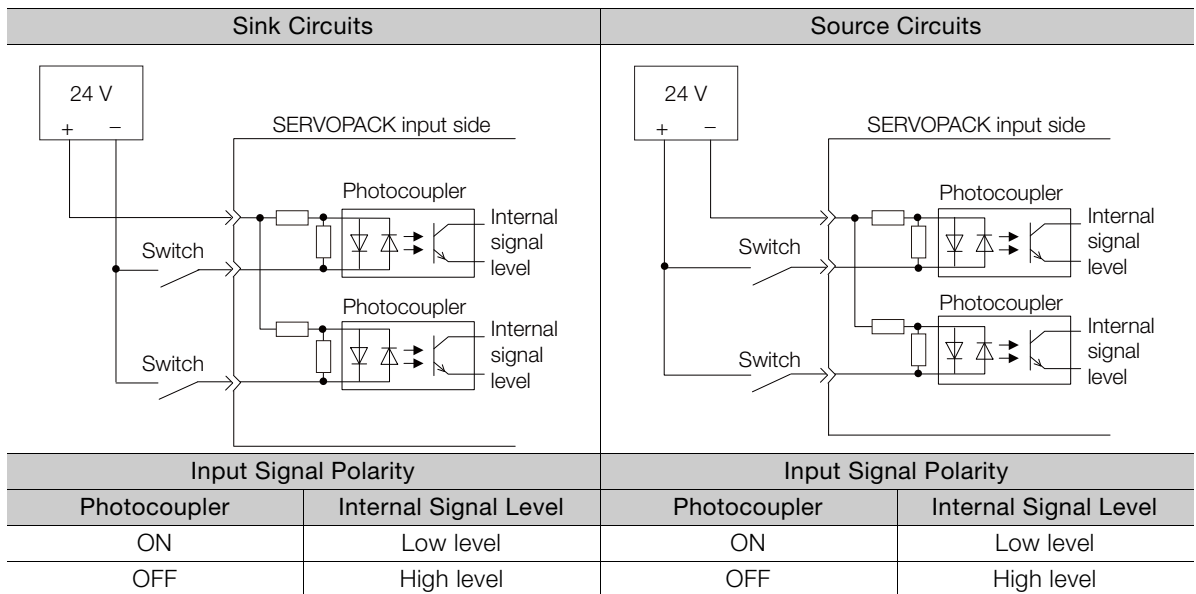 Sink Circuits
24 V
+ −
SERVOPACK input side
Photocoupler
Internal
signal
level
Switch
Photocoupler
Internal
signal
level
Switch
Source Circuits
24 V
+ −
SERVOPACK input side
Photocoupler
Internal
signal
level
Switch
Photocoupler
Internal
signal
level
Switch
Input Signal Polarity
Input Signal Polarity
Photocoupler Internal Signal Level Photocoupler Internal Signal Level
ON Low level ON Low level
OFF High level OFF High level